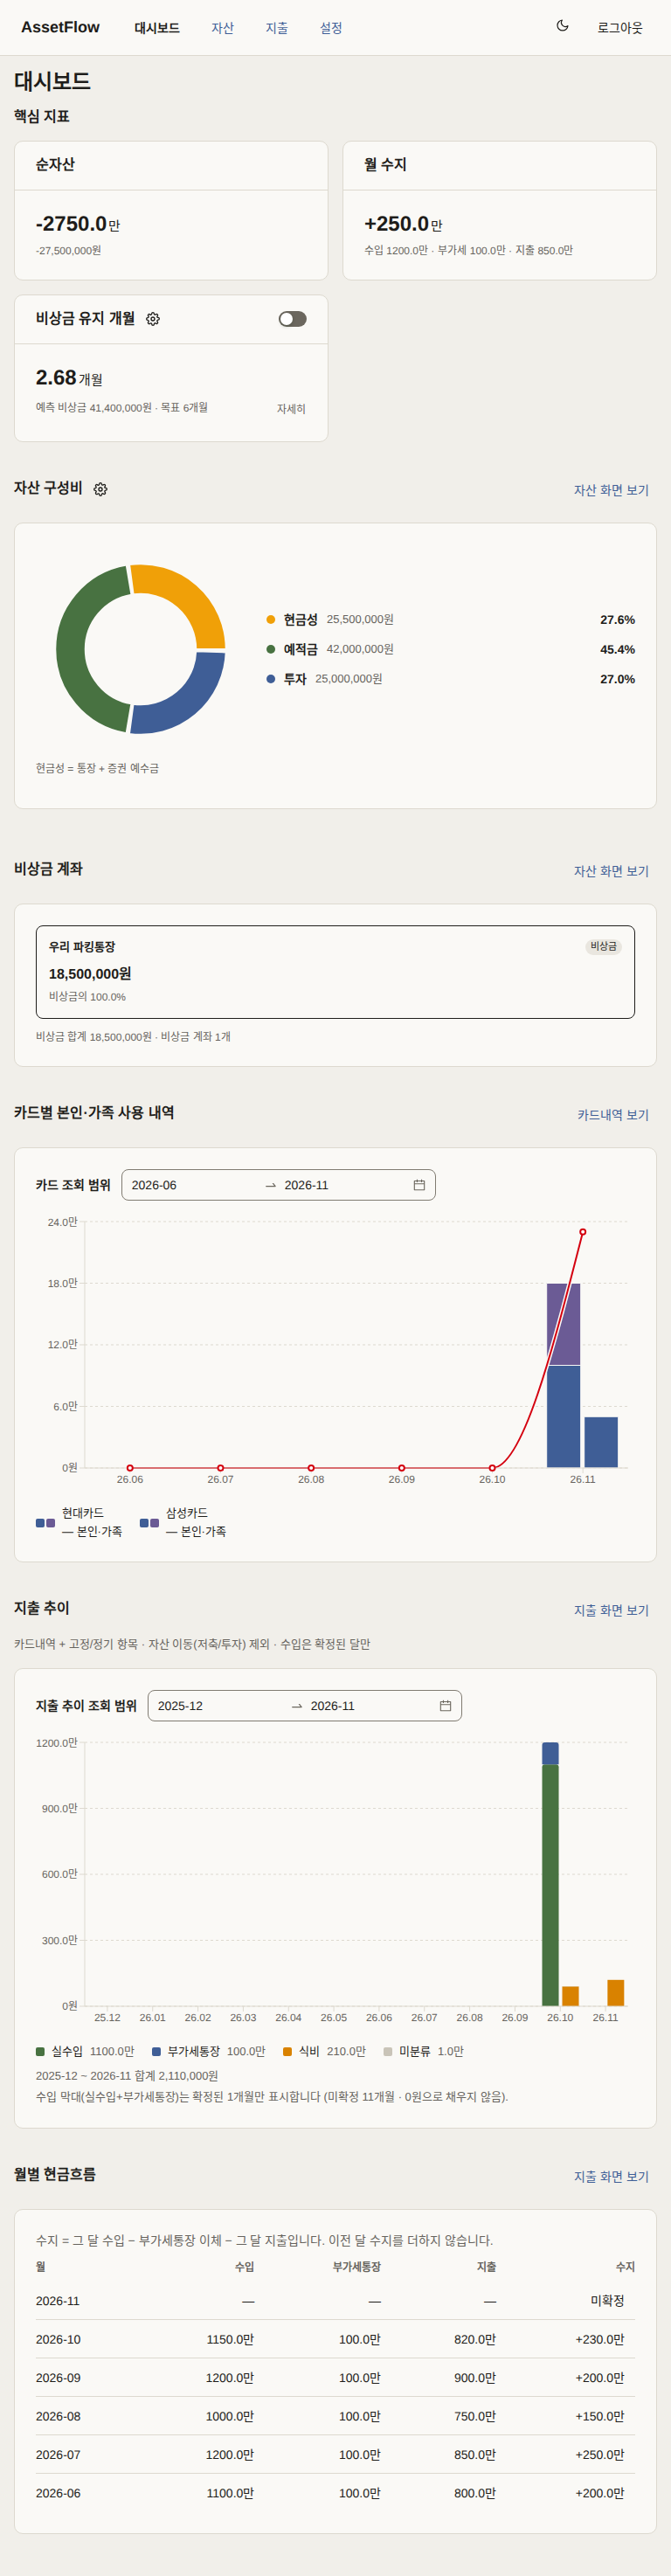 AssetFlow 대시보드 자산 지출 설정 로그아웃
대시보드
핵심 지표
순자산
-2750.0만
-27,500,000원
월 수지
+250.0만
수입 1200.0만 · 부가세 100.0만 · 지출 850.0만
비상금 유지 개월
2.68개월
예측 비상금 41,400,000원 · 목표 6개월 자세히
자산 구성비 자산 화면 보기
현금성 25,500,000원 27.6%
예적금 42,000,000원 45.4%
투자 25,000,000원 27.0%
현금성 = 통장 + 증권 예수금
비상금 계좌 자산 화면 보기
우리 파킹통장 비상금
18,500,000원
비상금의 100.0%
비상금 합계 18,500,000원 · 비상금 계좌 1개
카드별 본인·가족 사용 내역 카드내역 보기
카드 조회 범위 2026-06 → 2026-11
24.0만
18.0만
12.0만
6.0만
0원
26.06 26.07 26.08 26.09 26.10 26.11
현대카드
— 본인·가족
삼성카드
— 본인·가족
지출 추이 지출 화면 보기
카드내역 + 고정/정기 항목 · 자산 이동(저축/투자) 제외 · 수입은 확정된 달만
지출 추이 조회 범위 2025-12 → 2026-11
1200.0만
900.0만
600.0만
300.0만
0원
25.12 26.01 26.02 26.03 26.04 26.05 26.06 26.07 26.08 26.09 26.10 26.11
실수입 1100.0만 부가세통장 100.0만 식비 210.0만 미분류 1.0만
2025-12 ~ 2026-11 합계 2,110,000원
수입 막대(실수입+부가세통장)는 확정된 1개월만 표시합니다 (미확정 11개월 · 0원으로 채우지 않음).
월별 현금흐름 지출 화면 보기
수지 = 그 달 수입 − 부가세통장 이체 − 그 달 지출입니다. 이전 달 수지를 더하지 않습니다.
월 수입 부가세통장 지출 수지
2026-11 — — — 미확정
2026-10 1150.0만 100.0만 820.0만 +230.0만
2026-09 1200.0만 100.0만 900.0만 +200.0만
2026-08 1000.0만 100.0만 750.0만 +150.0만
2026-07 1200.0만 100.0만 850.0만 +250.0만
2026-06 1100.0만 100.0만 800.0만 +200.0만